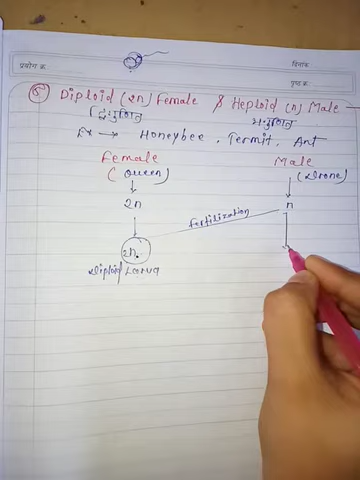 प्रयोग क्र. दिनांक
पृष्ठ क्र.
5 Diploid (2n) Female & Heploid (n) Male
द्विगुणित अगुणित
Ex → Honeybee, Termit, Ant
Female Male
(Queen) (Drone)
2n n
fertilization
2n
Diploid Larva